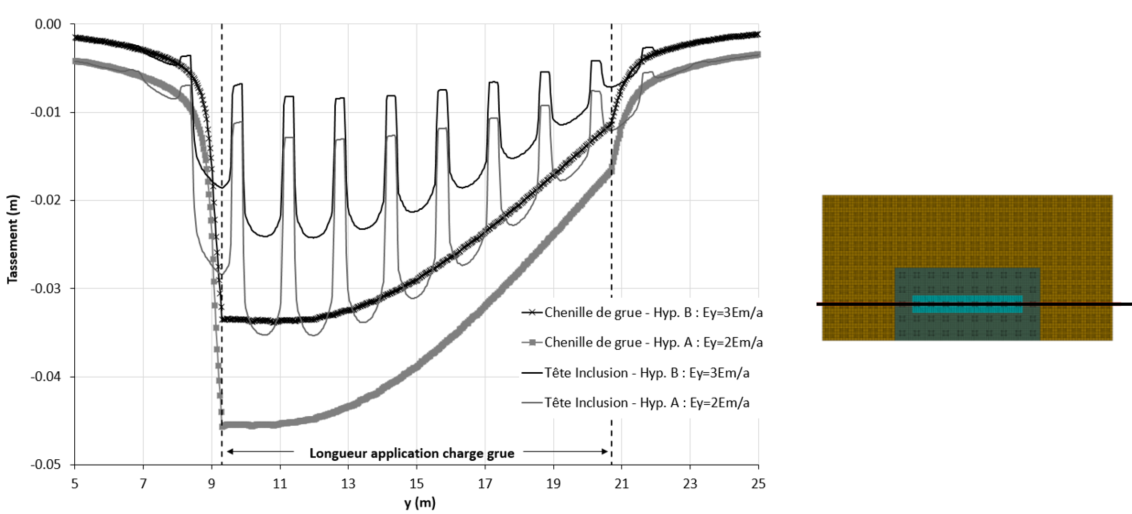 0.00
-0.01
-0.02
-0.03
-0.04
-0.05
Tassement (m)
Chenille de grue - Hyp. B : Ey=3Em/a
Chenille de grue - Hyp. A : Ey=2Em/a
Tête Inclusion - Hyp. B : Ey=3Em/a
Tête Inclusion - Hyp. A : Ey=2Em/a
Longueur application charge grue
5 7 9 11 13 15 17 19 21 23 25
y (m)